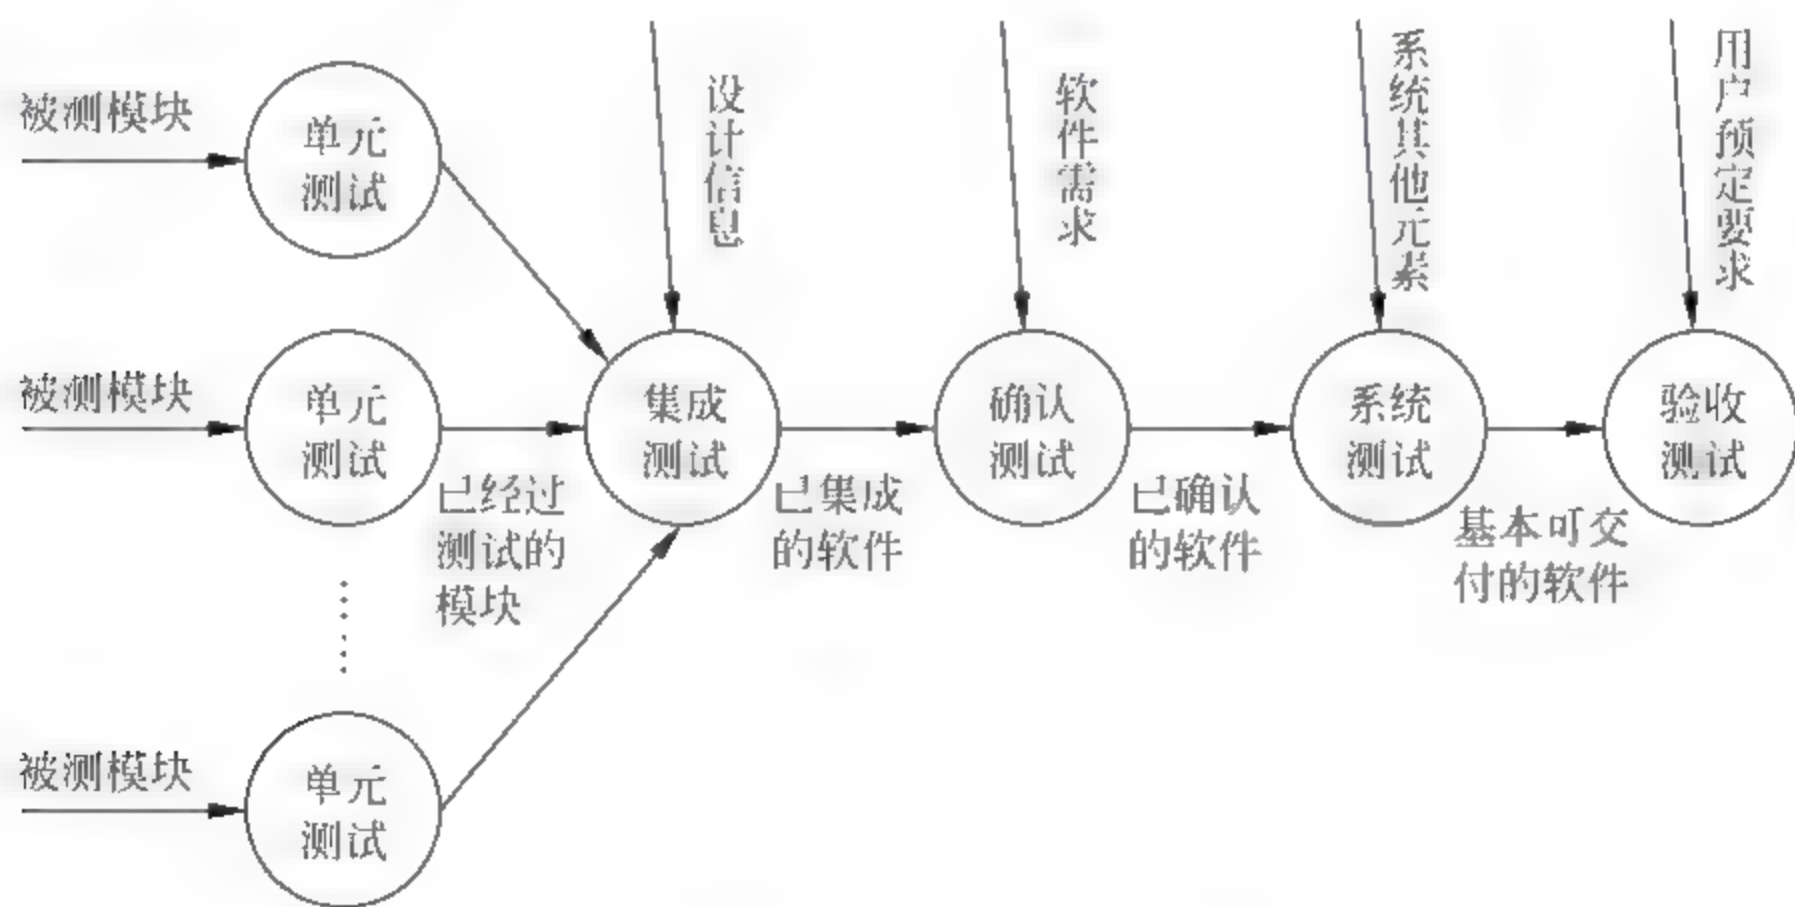 被测模块
单元
测试
设计信息
软件需求
系统其他元素
用户预定要求
被测模块
单元
测试
集成
测试
确认
测试
系统
测试
验收
测试
已经过
测试的
模块
已集成
的软件
已确认
的软件
基本可交
付的软件
被测模块
单元
测试